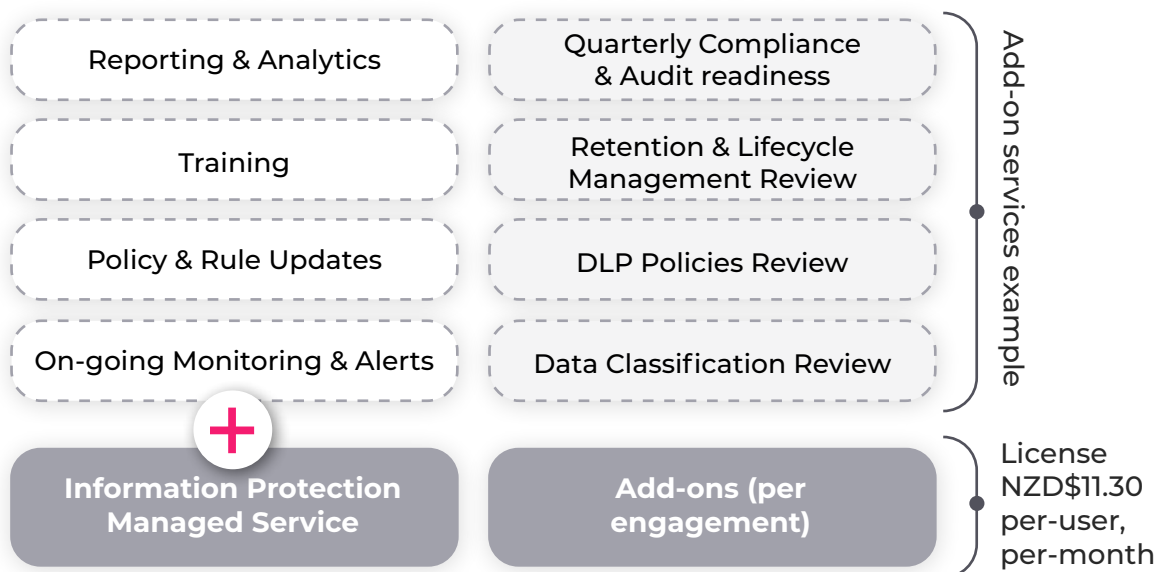 Reporting & Analytics
Quarterly Compliance
& Audit readiness
Training
Retention & Lifecycle
Management Review
Policy & Rule Updates
DLP Policies Review
On-going Monitoring & Alerts
Data Classification Review
Add-on services example
+
Information Protection
Managed Service
Add-ons (per
engagement)
License
NZD$11.30
per-user,
per-month